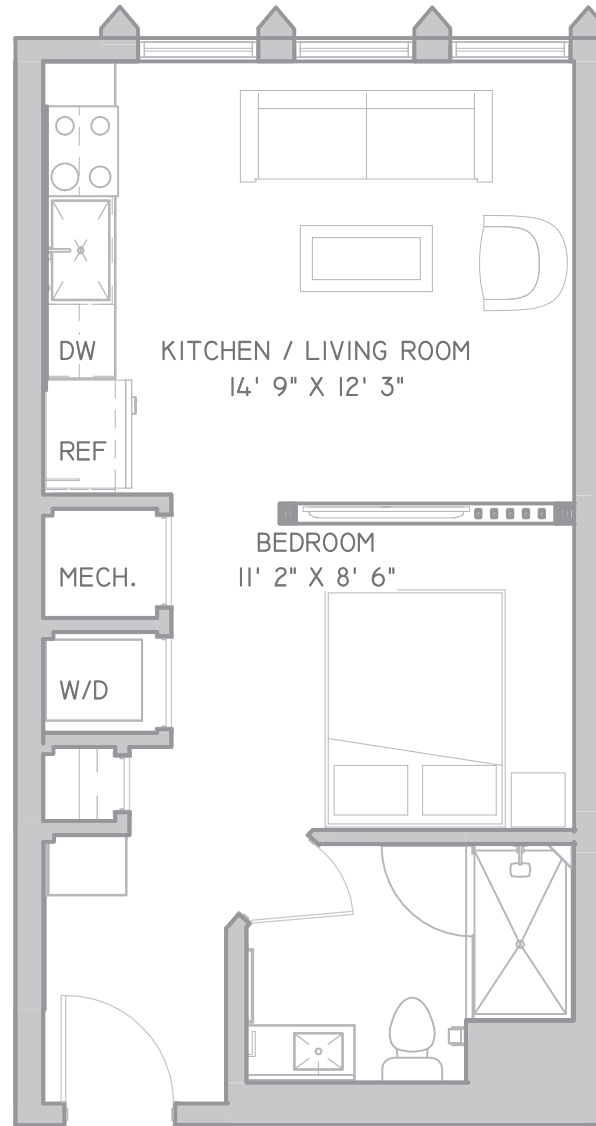 DW
KITCHEN / LIVING ROOM
14' 9" X 12' 3"
REF
BEDROOM
11' 2" X 8' 6"
MECH.
W/D